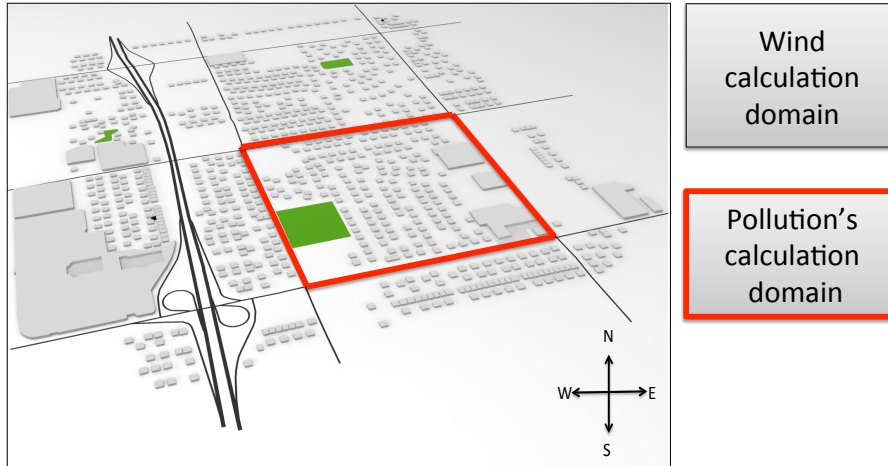 Wind
calculation
domain
Pollution’s
calculation
domain
N
W E
S